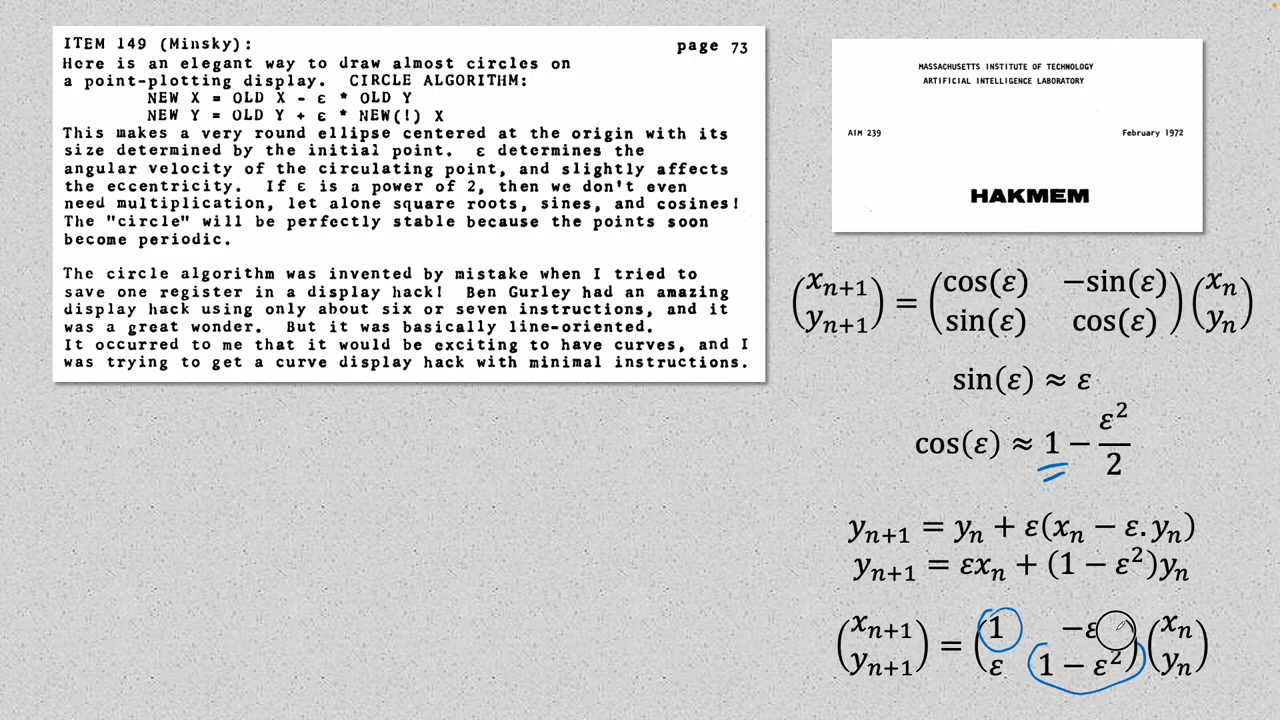 ITEM 149 (Minsky): page 73
Here is an elegant way to draw almost circles on
a point-plotting display. CIRCLE ALGORITHM:
NEW X = OLD X - ε * OLD Y
NEW Y = OLD Y + ε * NEW(!) X
This makes a very round ellipse centered at the origin with its
size determined by the initial point. ε determines the
angular velocity of the circulating point, and slightly affects
the eccentricity. If ε is a power of 2, then we don't even
need multiplication, let alone square roots, sines, and cosines!
The "circle" will be perfectly stable because the points soon
become periodic.
The circle algorithm was invented by mistake when I tried to
save one register in a display hack! Ben Gurley had an amazing
display hack using only about six or seven instructions, and it
was a great wonder. But it was basically line-oriented.
It occurred to me that it would be exciting to have curves, and I
was trying to get a curve display hack with minimal instructions.
MASSACHUSETTS INSTITUTE OF TECHNOLOGY
ARTIFICIAL INTELLIGENCE LABORATORY
AIM 239 February 1972
HAKMEM
(xₙ₊₁ yₙ₊₁) = (cos(ε) −sin(ε) sin(ε) cos(ε)) (xₙ yₙ)
sin(ε) ≈ ε
cos(ε) ≈ 1 − ε²/2
yₙ₊₁ = yₙ + ε(xₙ − ε.yₙ)
yₙ₊₁ = εxₙ + (1 − ε²)yₙ
(xₙ₊₁ yₙ₊₁) = (1 −ε ε 1 − ε²) (xₙ yₙ)